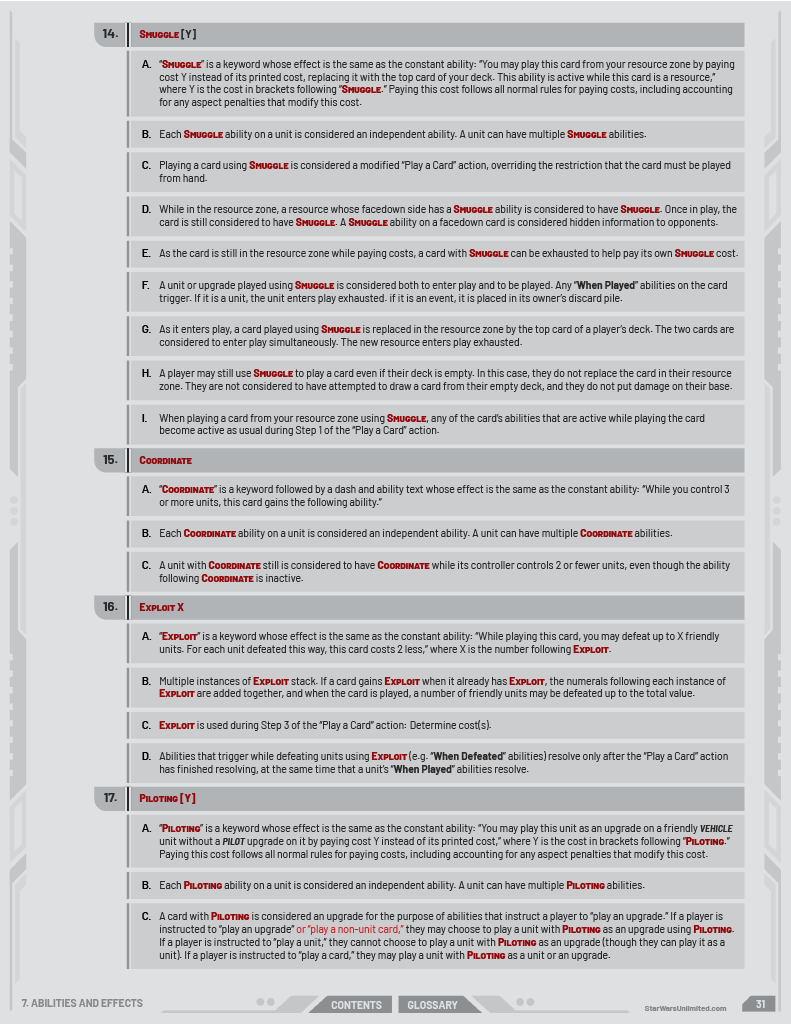 14. Smuggle [Y]
A. "Smuggle" is a keyword whose effect is the same as the constant ability: "You may play this card from your resource zone by paying
cost Y instead of its printed cost, replacing it with the top card of your deck. This ability is active while this card is a resource,"
where Y is the cost in brackets following "Smuggle." Paying this cost follows all normal rules for paying costs, including accounting
for any aspect penalties that modify this cost.
B. Each Smuggle ability on a unit is considered an independent ability. A unit can have multiple Smuggle abilities.
C. Playing a card using Smuggle is considered a modified "Play a Card" action, overriding the restriction that the card must be played
from hand.
D. While in the resource zone, a resource whose facedown side has a Smuggle ability is considered to have Smuggle. Once in play, the
card is still considered to have Smuggle. A Smuggle ability on a facedown card is considered hidden information to opponents.
E. As the card is still in the resource zone while paying costs, a card with Smuggle can be exhausted to help pay its own Smuggle cost.
F. A unit or upgrade played using Smuggle is considered both to enter play and to be played. Any "When Played" abilities on the card
trigger. If it is a unit, the unit enters play exhausted. if it is an event, it is placed in its owner's discard pile.
G. As it enters play, a card played using Smuggle is replaced in the resource zone by the top card of a player's deck. The two cards are
considered to enter play simultaneously. The new resource enters play exhausted.
H. A player may still use Smuggle to play a card even if their deck is empty. In this case, they do not replace the card in their resource
zone. They are not considered to have attempted to draw a card from their empty deck, and they do not put damage on their base.
I. When playing a card from your resource zone using Smuggle, any of the card's abilities that are active while playing the card
become active as usual during Step 1 of the "Play a Card" action.
15. Coordinate
A. "Coordinate" is a keyword followed by a dash and ability text whose effect is the same as the constant ability: "While you control 3
or more units, this card gains the following ability."
B. Each Coordinate ability on a unit is considered an independent ability. A unit can have multiple Coordinate abilities.
C. A unit with Coordinate still is considered to have Coordinate while its controller controls 2 or fewer units, even though the ability
following Coordinate is inactive.
16. Exploit X
A. "Exploit" is a keyword whose effect is the same as the constant ability: "While playing this card, you may defeat up to X friendly
units. For each unit defeated this way, this card costs 2 less," where X is the number following Exploit.
B. Multiple instances of Exploit stack. If a card gains Exploit when it already has Exploit, the numerals following each instance of
Exploit are added together, and when the card is played, a number of friendly units may be defeated up to the total value.
C. Exploit is used during Step 3 of the "Play a Card" action: Determine cost(s).
D. Abilities that trigger while defeating units using Exploit (e.g. "When Defeated" abilities) resolve only after the "Play a Card" action
has finished resolving, at the same time that a unit's "When Played" abilities resolve.
17. Piloting [Y]
A. "Piloting" is a keyword whose effect is the same as the constant ability: "You may play this unit as an upgrade on a friendly VEHICLE
unit without a PILOT upgrade on it by paying cost Y instead of its printed cost," where Y is the cost in brackets following "Piloting."
Paying this cost follows all normal rules for paying costs, including accounting for any aspect penalties that modify this cost.
B. Each Piloting ability on a unit is considered an independent ability. A unit can have multiple Piloting abilities.
C. A card with Piloting is considered an upgrade for the purpose of abilities that instruct a player to "play an upgrade." If a player is
instructed to "play an upgrade" or "play a non-unit card," they may choose to play a unit with Piloting as an upgrade using Piloting.
If a player is instructed to "play a unit," they cannot choose to play a unit with Piloting as an upgrade (though they can play it as a
unit). If a player is instructed to "play a card," they may play a unit with Piloting as a unit or an upgrade.
7. ABILITIES AND EFFECTS
CONTENTS
GLOSSARY
StarWarsUnlimited.com
31